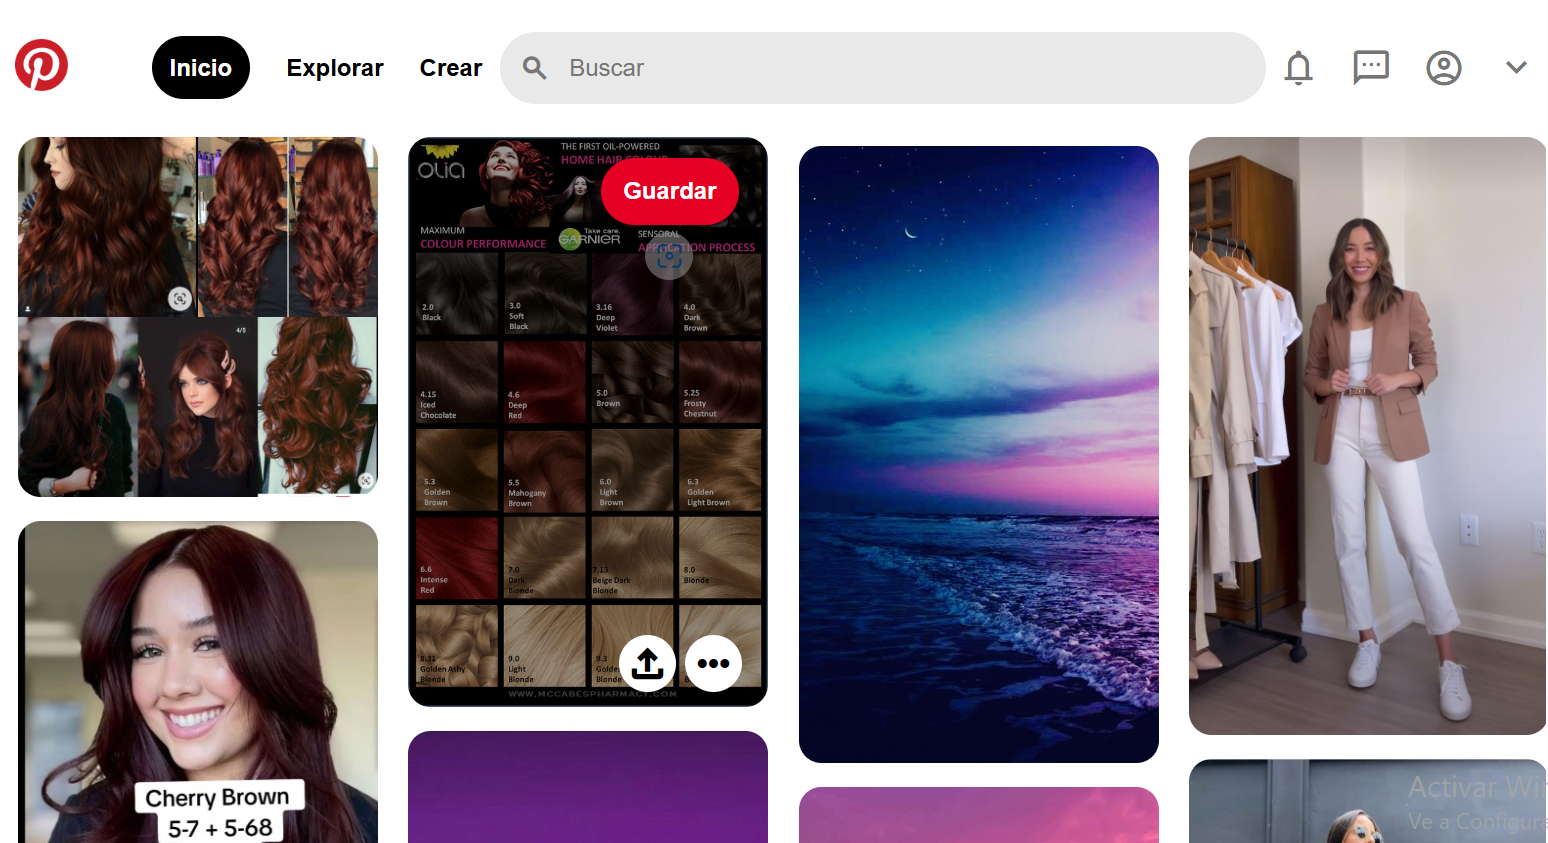 Inicio
Explorar
Crear
Buscar
4/5
Cherry Brown
5-7 + 5-68
OLIA
THE FIRST OIL-POWERED
HOME HAIR COLOUR
Guardar
MAXIMUM
COLOUR PERFORMANCE
Take care.
GARNIER
SENSORAL
APPLICATION PROCESS
2.0
Black
3.0
Soft
Black
3.16
Deep
Violet
4.0
Dark
Brown
4.15
Iced
Chocolate
4.6
Deep
Red
5.0
Brown
5.25
Frosty
Chestnut
5.3
Golden
Brown
5.5
Mahogany
Brown
6.0
Light
Brown
6.3
Golden
Light Brown
6.6
Intense
Red
7.0
Dark
Blonde
7.13
Beige Dark
Blonde
8.0
Blonde
8.31
Golden Ashy
Blonde
9.0
Light
Blonde
9.3
WWW.MCCABESPHARMACY.COM
Activar Wi
Ve a Configura